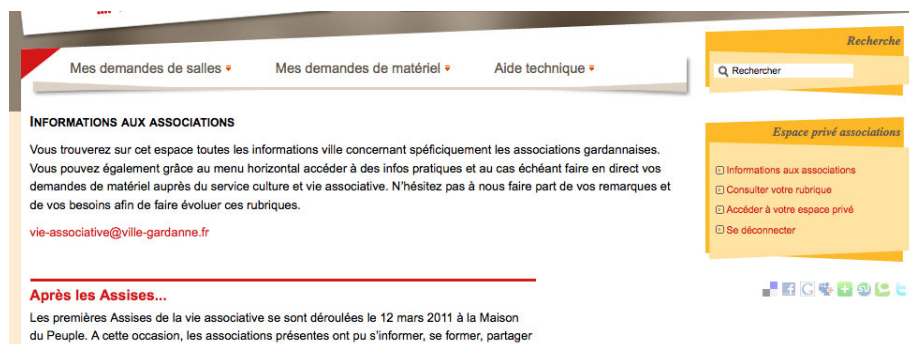 Recherche
Mes demandes de salles
Mes demandes de matériel
Aide technique
Rechercher
INFORMATIONS AUX ASSOCIATIONS
Vous trouverez sur cet espace toutes les informations ville concernant spéficiquement les associations gardannaises.
Vous pouvez également grâce au menu horizontal accéder à des infos pratiques et au cas échéant faire en direct vos
demandes de matériel auprès du service culture et vie associative. N'hésitez pas à nous faire part de vos remarques et
de vos besoins afin de faire évoluer ces rubriques.
vie-associative@ville-gardanne.fr
Espace privé associations
Informations aux associations
Consulter votre rubrique
Accéder à votre espace privé
Se déconnecter
Après les Assises...
Les premières Assises de la vie associative se sont déroulées le 12 mars 2011 à la Maison
du Peuple. A cette occasion, les associations présentes ont pu s'informer, se former, partager